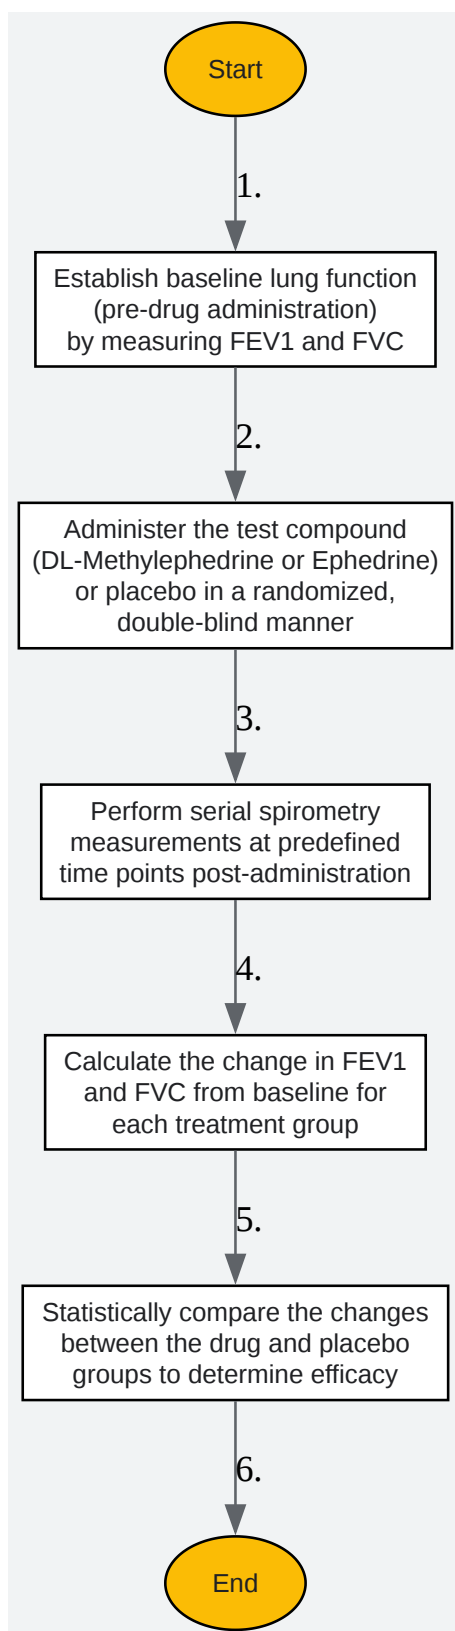 Start
1.
Establish baseline lung function
(pre-drug administration)
by measuring FEV1 and FVC
2.
Administer the test compound
(DL-Methylephedrine or Ephedrine)
or placebo in a randomized,
double-blind manner
3.
Perform serial spirometry
measurements at predefined
time points post-administration
4.
Calculate the change in FEV1
and FVC from baseline for
each treatment group
5.
Statistically compare the changes
between the drug and placebo
groups to determine efficacy
6.
End